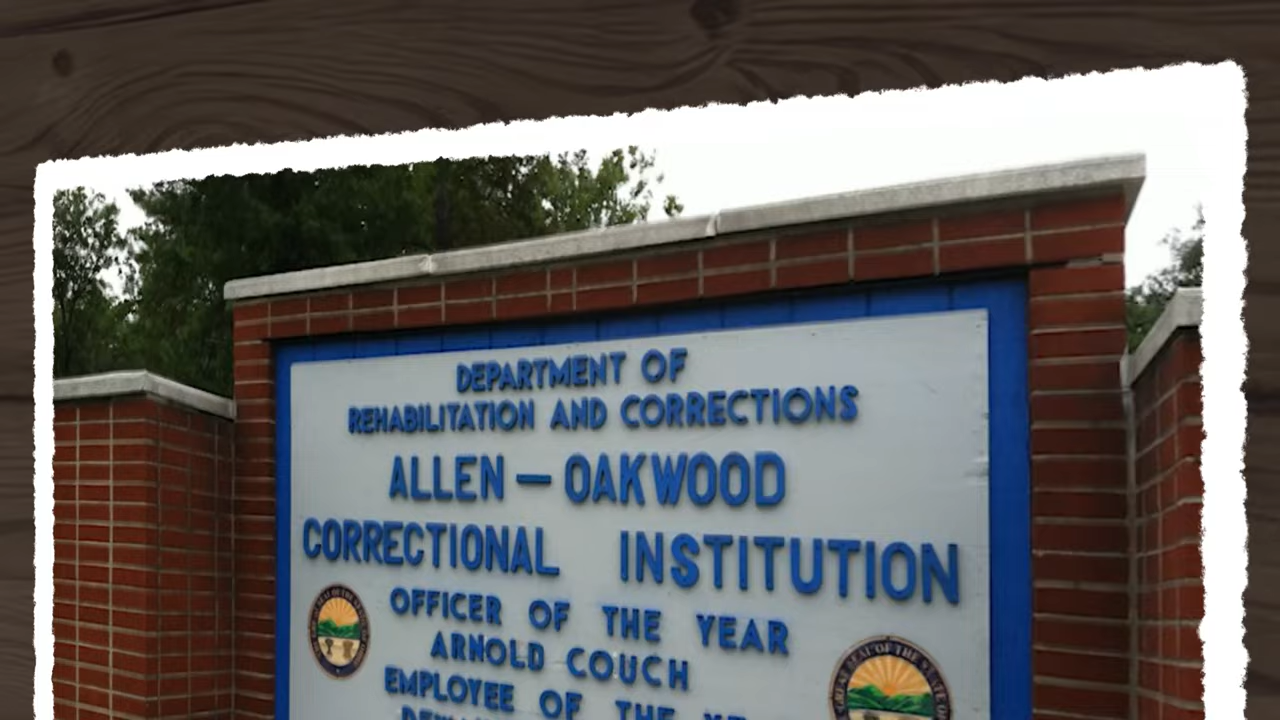 DEPARTMENT OF
REHABILITATION AND CORRECTIONS
ALLEN — OAKWOOD
CORRECTIONAL INSTITUTION
OFFICER OF THE YEAR
ARNOLD COUCH
EMPLOYEE OF THE